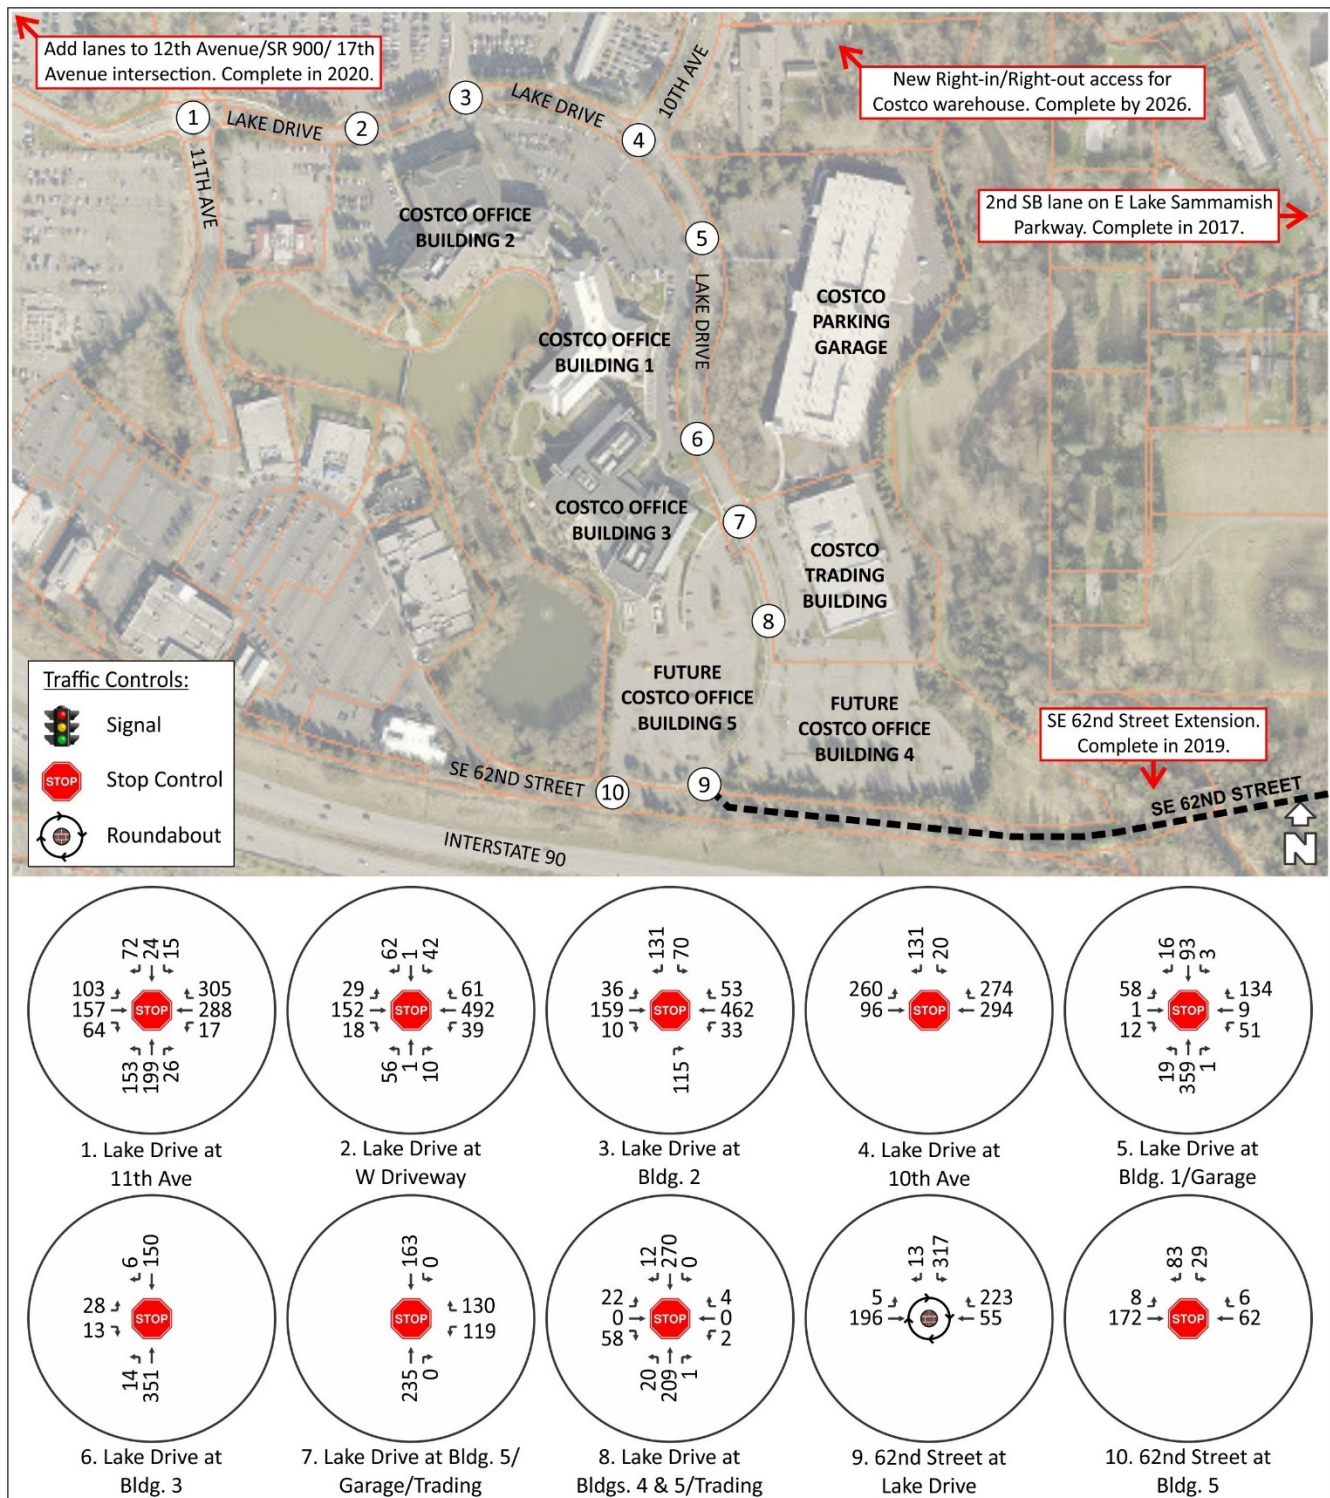 Add lanes to 12th Avenue/SR 900/ 17th
Avenue intersection. Complete in 2020.
New Right-in/Right-out access for
Costco warehouse. Complete by 2026.
2nd SB lane on E Lake Sammamish
Parkway. Complete in 2017.
SE 62nd Street Extension.
Complete in 2019.
1
LAKE DRIVE
2
3
LAKE DRIVE
4
10TH AVE
11TH AVE
COSTCO OFFICE
BUILDING 2
5
LAKE DRIVE
COSTCO
PARKING
GARAGE
COSTCO OFFICE
BUILDING 1
6
COSTCO OFFICE
BUILDING 3
7
COSTCO
TRADING
BUILDING
8
FUTURE
COSTCO OFFICE
BUILDING 5
FUTURE
COSTCO OFFICE
BUILDING 4
SE 62ND STREET
10
9
SE 62ND STREET
INTERSTATE 90
N
Traffic Controls:
Signal
STOP
Stop Control
Roundabout
72 24 15
103 305
157 STOP 288
64 17
153 199 26
1. Lake Drive at
11th Ave
62 1 42
29 61
152 STOP 492
18 39
56 1 10
2. Lake Drive at
W Driveway
131 70
36 53
159 STOP 462
10 33
115
3. Lake Drive at
Bldg. 2
131 20
260 274
96 STOP 294
4. Lake Drive at
10th Ave
16 93 3
58 134
1 STOP 9
12 51
19 359 1
5. Lake Drive at
Bldg. 1/Garage
6 150
28
STOP
13
14 351
6. Lake Drive at
Bldg. 3
163 0
130
STOP
119
235 0
7. Lake Drive at Bldg. 5/
Garage/Trading
12 270 0
22 4
0 STOP 0
58 2
20 209 1
8. Lake Drive at
Bldgs. 4 & 5/Trading
13 317
5 223
196 55
9. 62nd Street at
Lake Drive
83 29
8 6
172 STOP 62
10. 62nd Street at
Bldg. 5